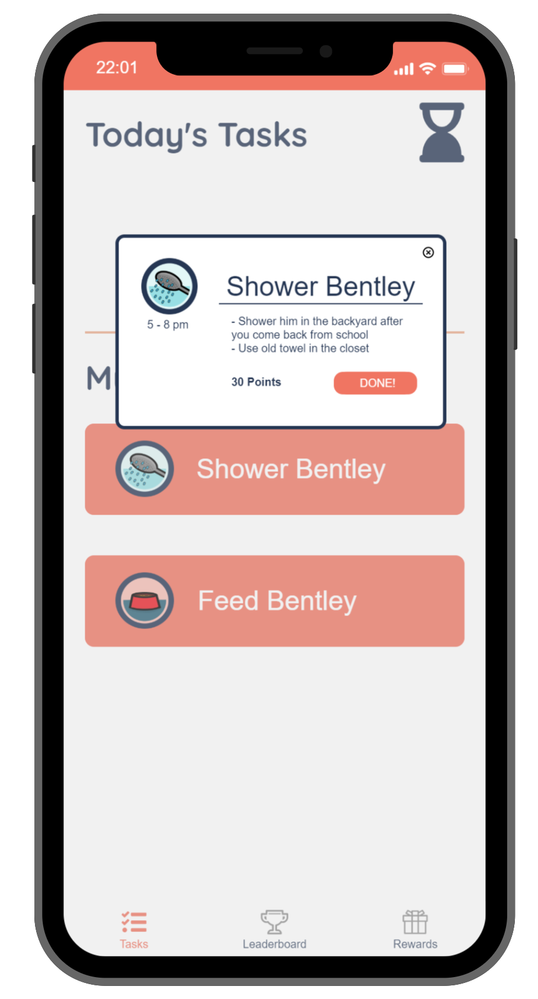 22:01
Today's Tasks
Shower Bentley
5 - 8 pm
- Shower him in the backyard after
you come back from school
- Use old towel in the closet
30 Points
DONE!
Shower Bentley
Feed Bentley
Tasks
Leaderboard
Rewards